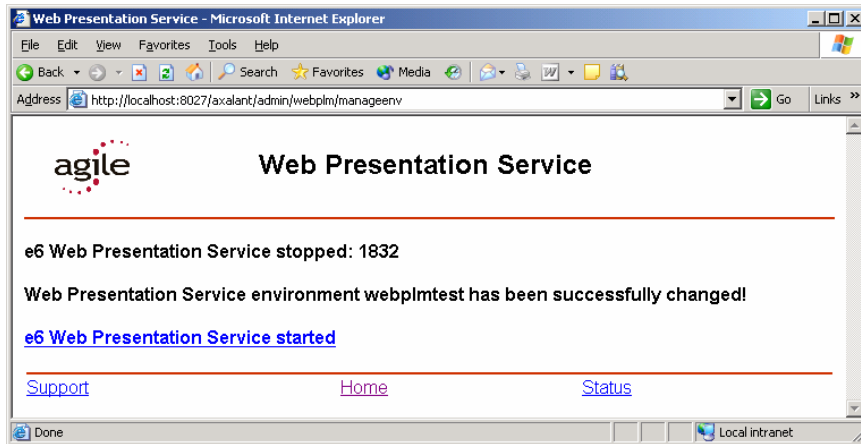 Web Presentation Service - Microsoft Internet Explorer
File Edit View Favorites Tools Help
Back Search Favorites Media
Address http://localhost:8027/axalant/admin/webplm/manageenv Go Links »
agile Web Presentation Service
e6 Web Presentation Service stopped: 1832
Web Presentation Service environment webplmtest has been successfully changed!
e6 Web Presentation Service started
Support Home Status
Done Local intranet